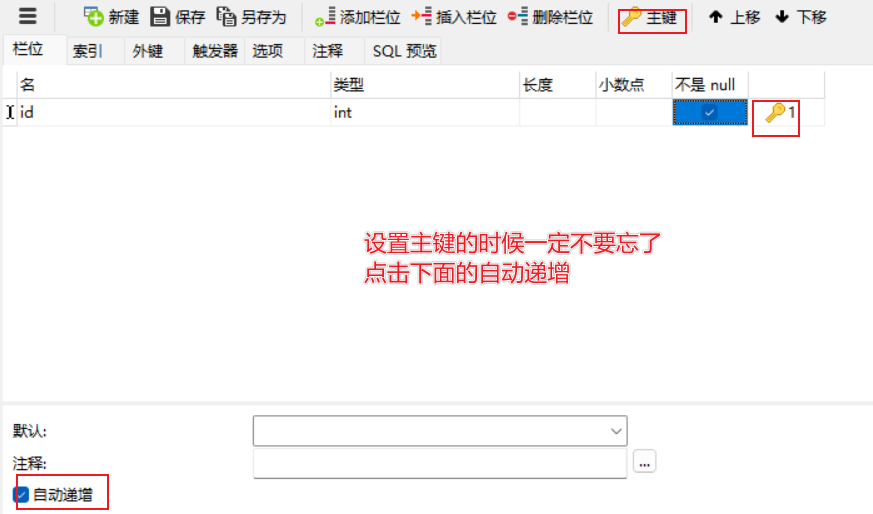 新建 保存 另存为 添加栏位 插入栏位 删除栏位 主键 上移 下移
栏位 索引 外键 触发器 选项 注释 SQL 预览
名 类型 长度 小数点 不是 null
id int 1
设置主键的时候一定不要忘了
点击下面的自动递增
默认:
注释:
...
自动递增